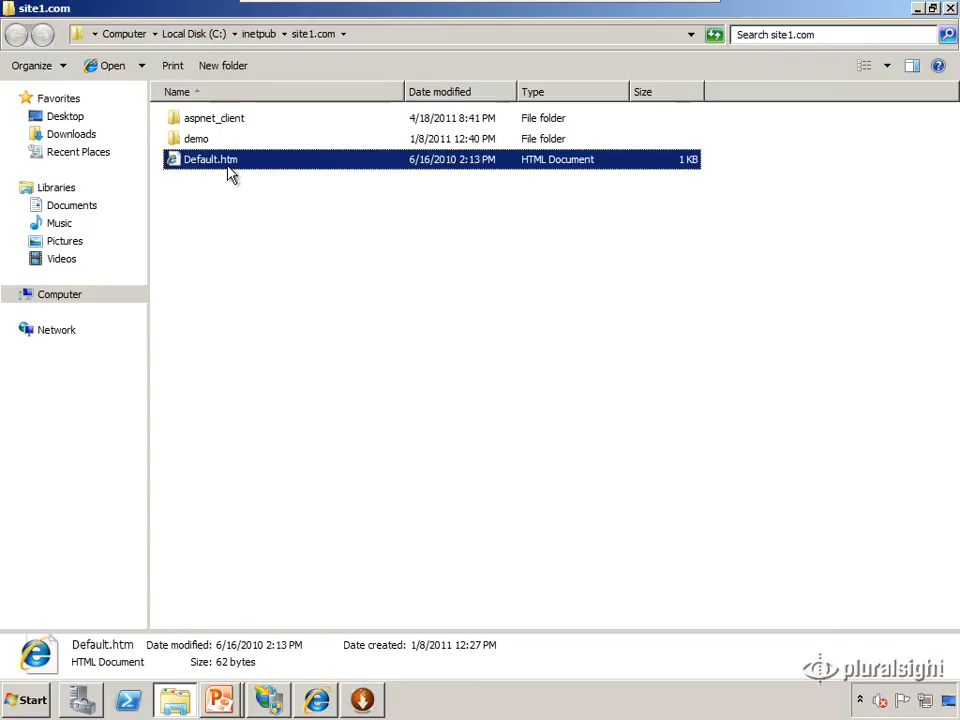 site1.com
Computer Local Disk (C:) inetpub site1.com
Search site1.com
Organize Open Print New folder
Name Date modified Type Size
Favorites
Desktop
Downloads
Recent Places
Libraries
Documents
Music
Pictures
Videos
Computer
Network
aspnet_client 4/18/2011 8:41 PM File folder
demo 1/8/2011 12:40 PM File folder
Default.htm 6/16/2010 2:13 PM HTML Document 1 KB
Default.htm Date modified: 6/16/2010 2:13 PM Date created: 1/8/2011 12:27 PM
HTML Document Size: 62 bytes
pluralsight
Start